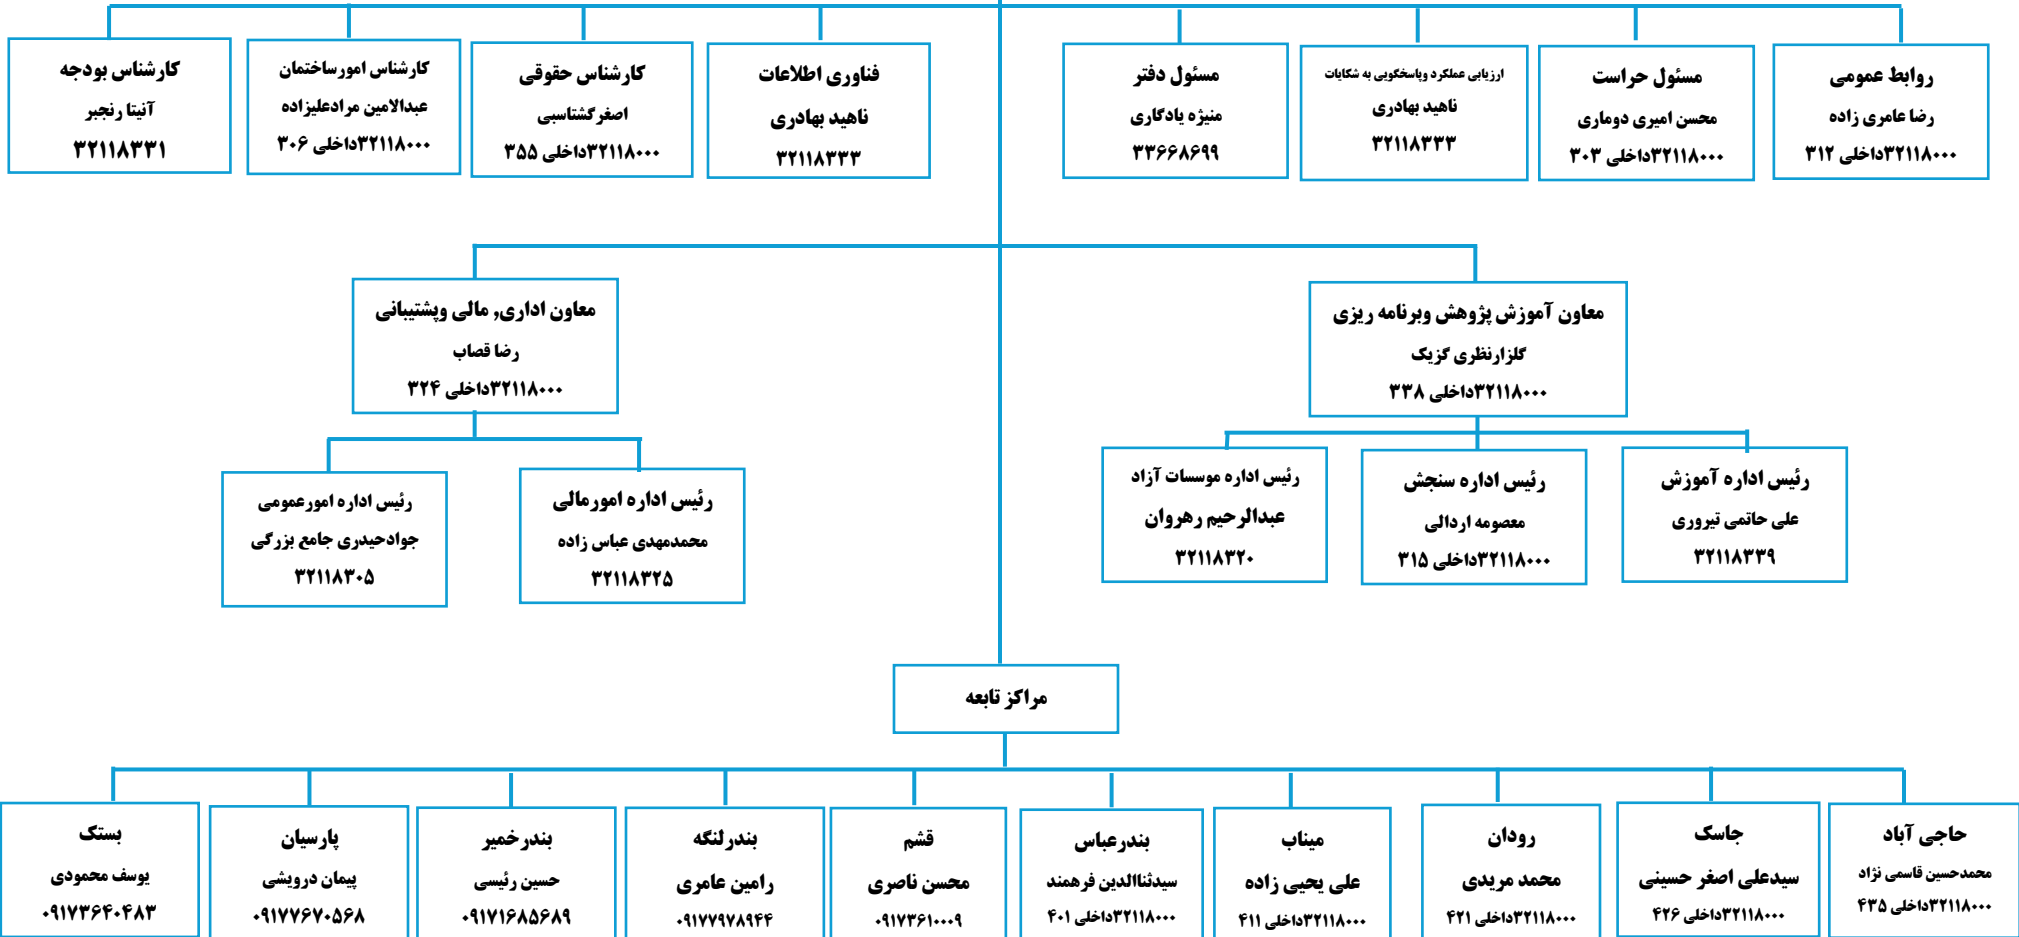 روابط عمومی
رضا عامری زاده
۳۲۱۱۸۰۰۰داخلی ۳۱۲
مسئول حراست
محسن امیری دوماری
۳۲۱۱۸۰۰۰داخلی ۳۰۳
ارزیابی عملکرد وپاسخگویی به شکایات
ناهید بهادری
۳۲۱۱۸۳۳۳
مسئول دفتر
منیژه یادگاری
۳۳۶۶۸۶۹۹
فناوری اطلاعات
ناهید بهادری
۳۲۱۱۸۳۳۳
کارشناس حقوقی
اصغرگشتاسبی
۳۲۱۱۸۰۰۰داخلی ۳۵۵
کارشناس امورساختمان
عبدالامین مرادعلیزاده
۳۲۱۱۸۰۰۰داخلی ۳۰۶
کارشناس بودجه
آنیتا رنجبر
۳۲۱۱۸۳۳۱
معاون آموزش پژوهش وبرنامه ریزی
گلزارنظری گزیک
۳۲۱۱۸۰۰۰داخلی ۳۳۸
معاون اداری, مالی وپشتیبانی
رضا قصاب
۳۲۱۱۸۰۰۰داخلی ۳۲۴
رئیس اداره آموزش
علی حاتمی تیروری
۳۲۱۱۸۳۳۹
رئیس اداره سنجش
معصومه اردالی
۳۲۱۱۸۰۰۰داخلی ۳۱۵
رئیس اداره موسسات آزاد
عبدالرحیم رهروان
۳۲۱۱۸۳۲۰
رئیس اداره امورمالی
محمدمهدی عباس زاده
۳۲۱۱۸۳۲۵
رئیس اداره امورعمومی
جوادحیدری جامع بزرگی
۳۲۱۱۸۳۰۵
مراکز تابعه
حاجی آباد
محمدحسین قاسمی نژاد
۳۲۱۱۸۰۰۰داخلی ۴۳۵
جاسک
سیدعلی اصغر حسینی
۳۲۱۱۸۰۰۰داخلی ۴۲۶
رودان
محمد مریدی
۳۲۱۱۸۰۰۰داخلی ۴۲۱
میناب
علی یحیی زاده
۳۲۱۱۸۰۰۰داخلی ۴۱۱
بندرعباس
سیدثناالدین فرهمند
۳۲۱۱۸۰۰۰داخلی ۴۰۱
قشم
محسن ناصری
۰۹۱۷۳۶۱۰۰۰۹
بندرلنگه
رامین عامری
۰۹۱۷۷۹۷۸۹۴۴
بندرخمیر
حسین رئیسی
۰۹۱۷۱۶۸۵۶۸۹
پارسیان
پیمان درویشی
۰۹۱۷۷۶۷۰۵۶۸
بستک
یوسف محمودی
۰۹۱۷۳۶۴۰۴۸۳